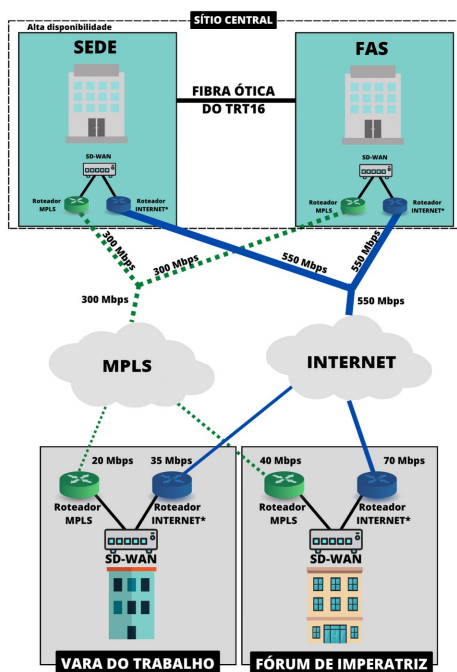 SÍTIO CENTRAL
Alta disponibilidade
SEDE
FAS
FIBRA ÓTICA
DO TRT16
SD-WAN
SD-WAN
Roteador
MPLS
Roteador
INTERNET*
Roteador
MPLS
Roteador
INTERNET*
300 Mbps
300 Mbps
550 Mbps
550 Mbps
300 Mbps
550 Mbps
MPLS
INTERNET
20 Mbps
35 Mbps
40 Mbps
70 Mbps
Roteador
MPLS
Roteador
INTERNET*
Roteador
MPLS
Roteador
INTERNET*
SD-WAN
SD-WAN
VARA DO TRABALHO
FÓRUM DE IMPERATRIZ